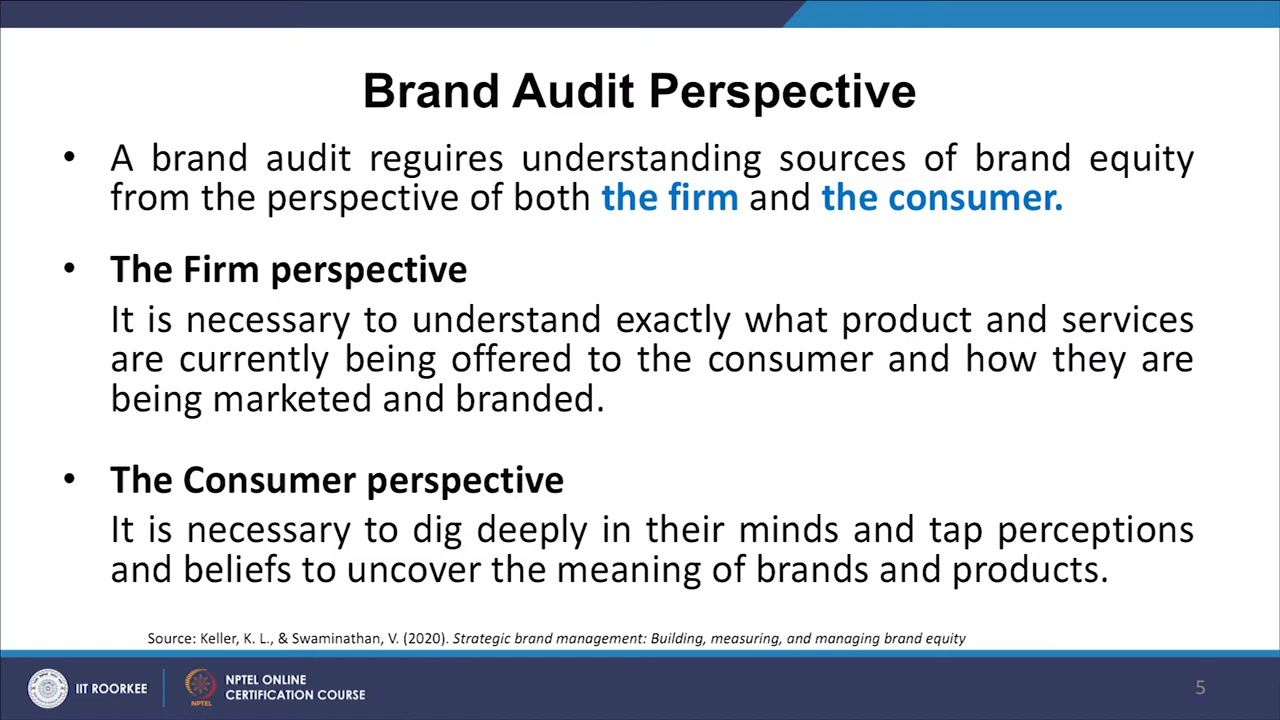 Brand Audit Perspective
• A brand audit reguires understanding sources of brand equity
from the perspective of both the firm and the consumer.
• The Firm perspective
It is necessary to understand exactly what product and services
are currently being offered to the consumer and how they are
being marketed and branded.
• The Consumer perspective
It is necessary to dig deeply in their minds and tap perceptions
and beliefs to uncover the meaning of brands and products.
Source: Keller, K. L., & Swaminathan, V. (2020). Strategic brand management: Building, measuring, and managing brand equity
IIT ROORKEE
NPTEL
NPTEL ONLINE
CERTIFICATION COURSE
5